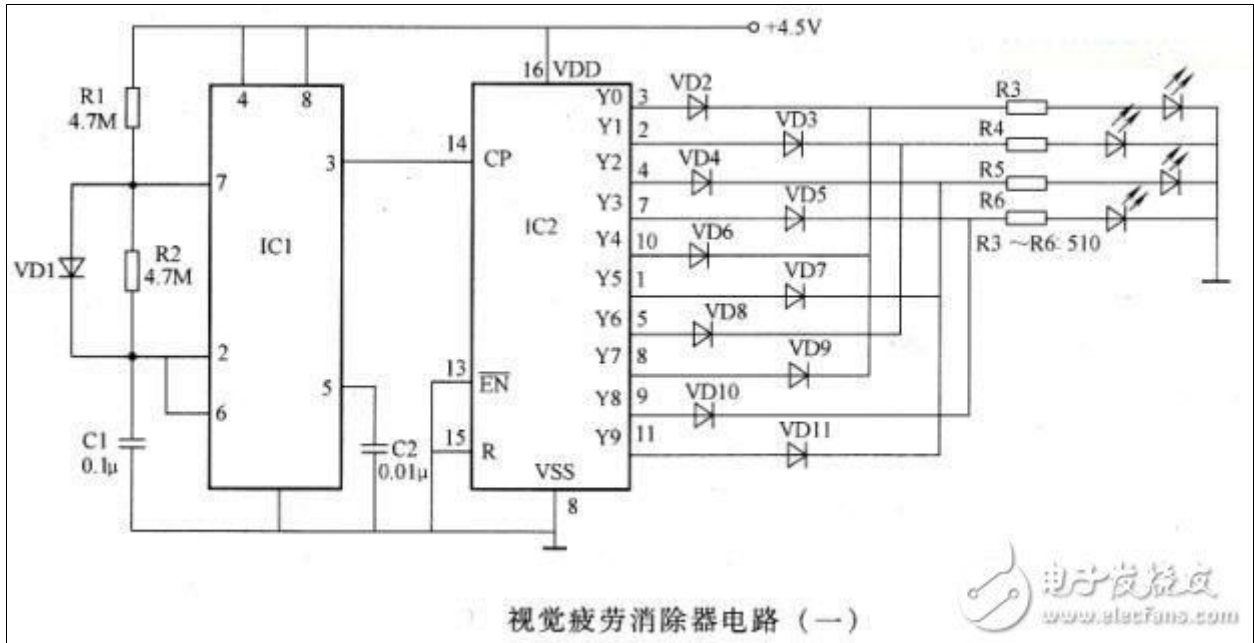 +4.5V
16 VDD
R1
4.7M
4
8
7
3
14
CP
R2
4.7M
VD1
IC1
2
6
5
C1
0.1μ
C2
0.01μ
13
EN
15
R
IC2
VSS
8
Y0 3
Y1 2
Y2 4
Y3 7
Y4 10
Y5 1
Y6 5
Y7 8
Y8 9
Y9 11
VD2
VD3
VD4
VD5
VD6
VD7
VD8
VD9
VD10
VD11
R3
R4
R5
R6
R3 ~R6: 510
视觉疲劳消除器电路（一）
电子发烧友
www.elecfans.com